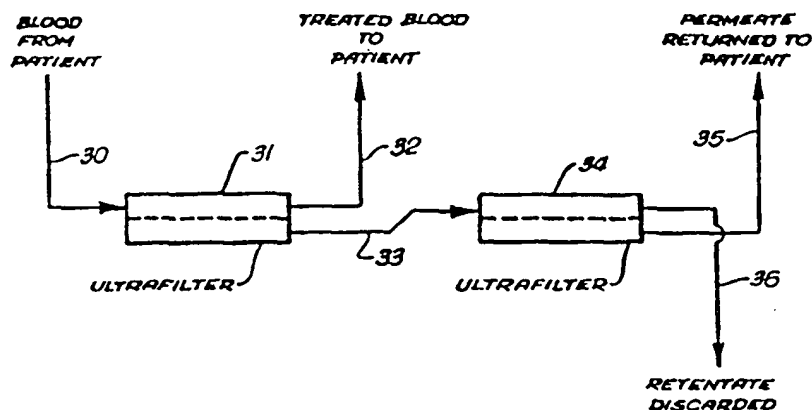 BLOOD
FROM
PATIENT
TREATED BLOOD
TO
PATIENT
PERMEATE
RETURNED TO
PATIENT
30
31
32
33
34
35
36
ULTRAFILTER
ULTRAFILTER
RETENTATE
DISCARDED